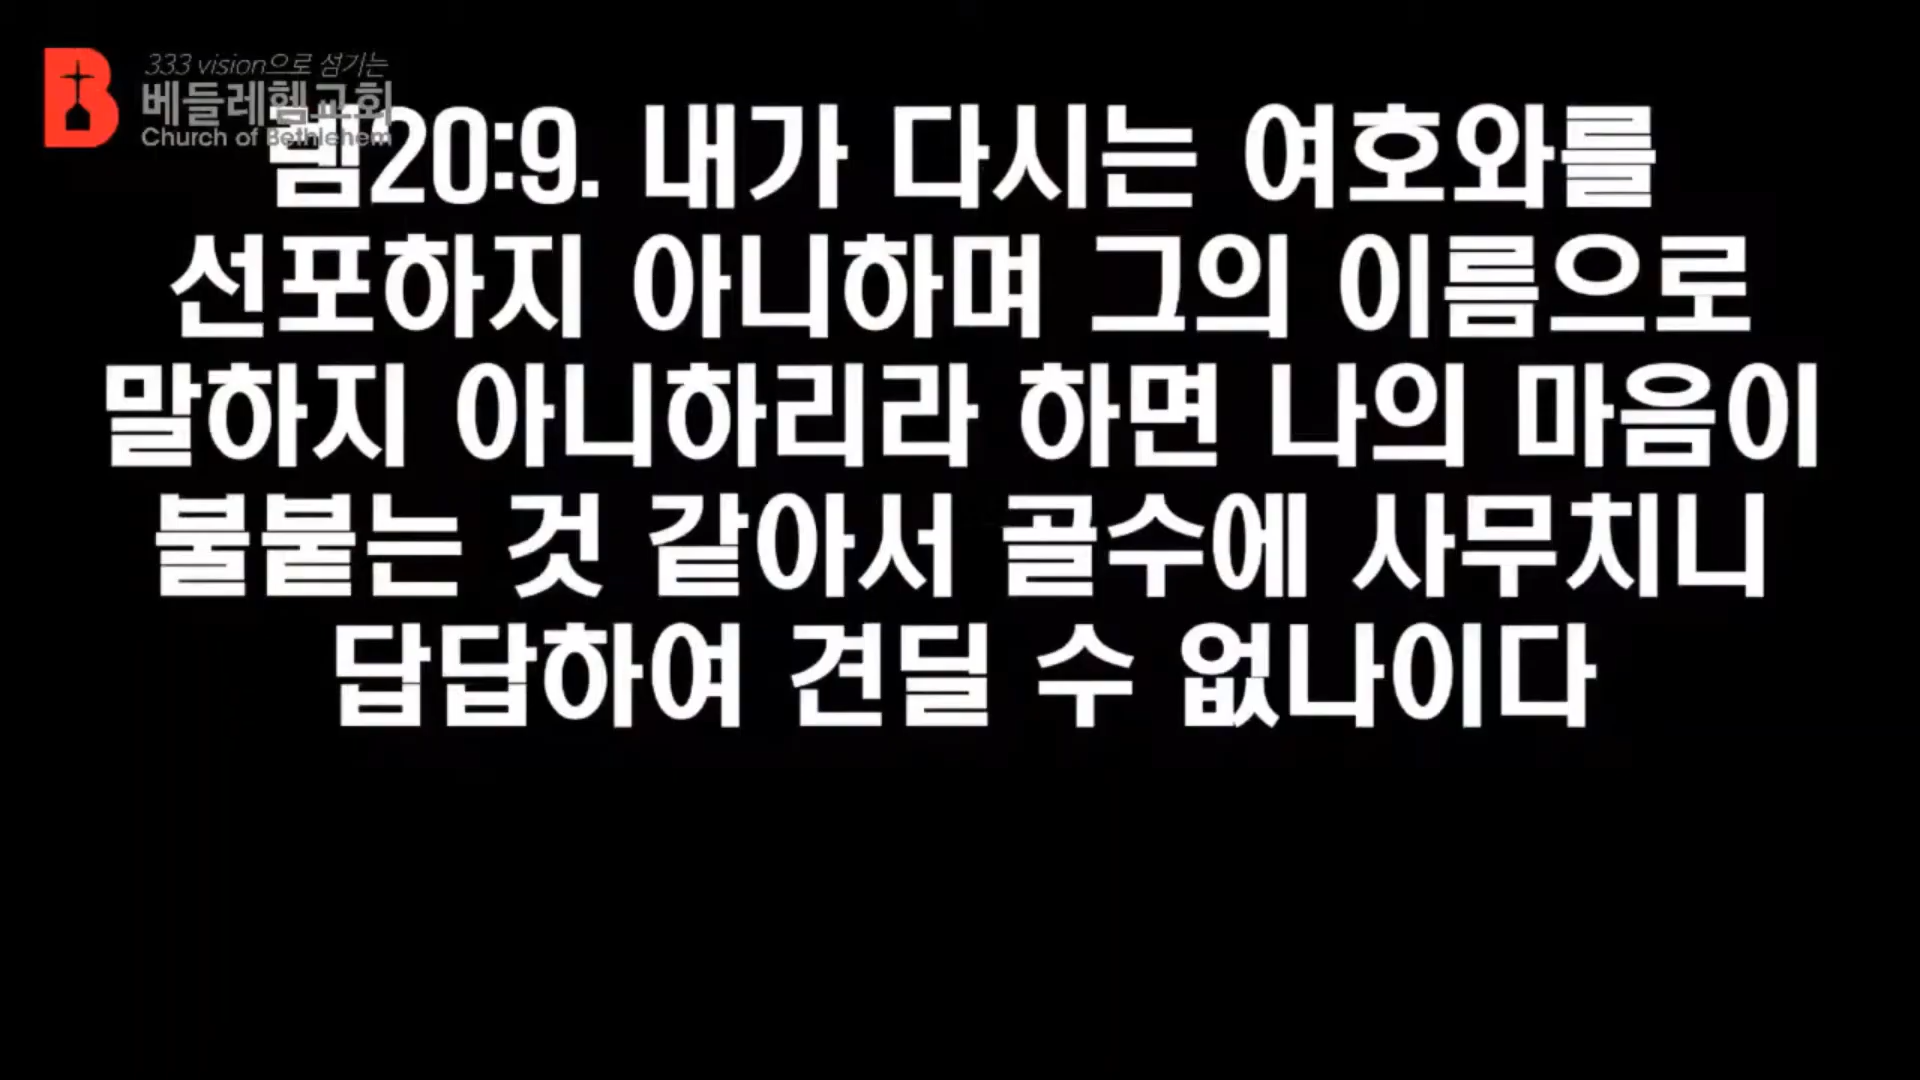 333 vision으로 섬기는
베들레헴교회
Church of Bethlehem
렘20:9. 내가 다시는 여호와를
선포하지 아니하며 그의 이름으로
말하지 아니하리라 하면 나의 마음이
불붙는 것 같아서 골수에 사무치니
답답하여 견딜 수 없나이다